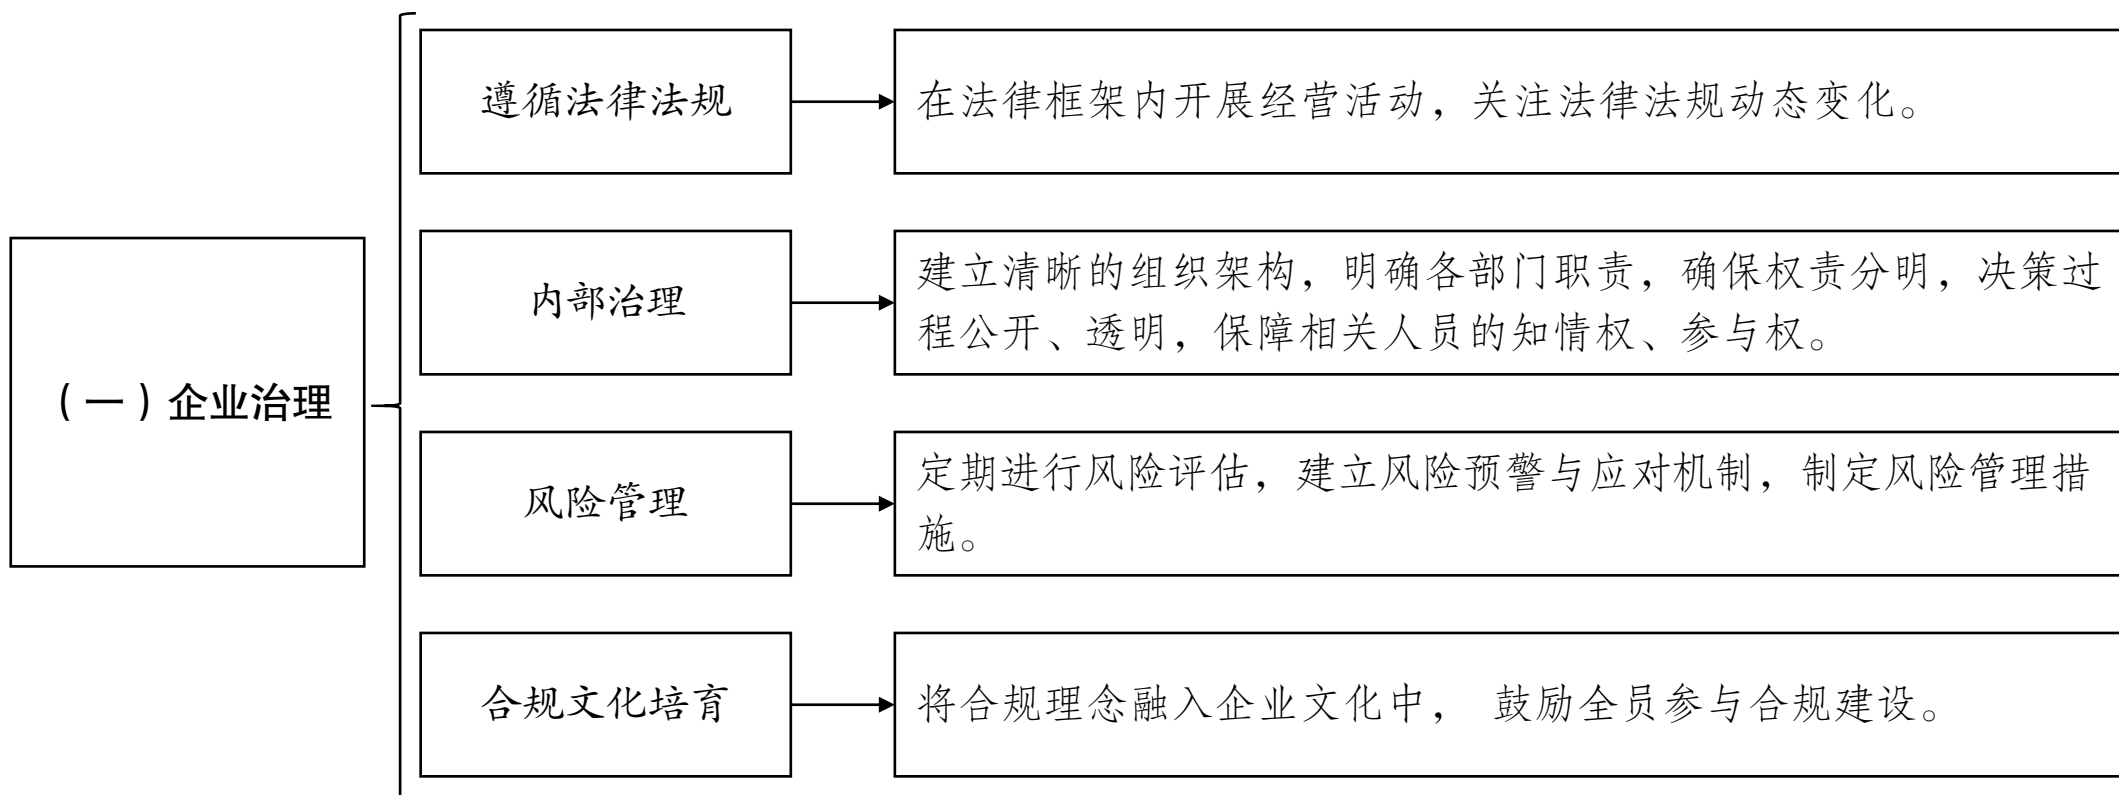 遵循法律法规
在法律框架内开展经营活动，关注法律法规动态变化。
内部治理
建立清晰的组织架构，明确各部门职责，确保权责分明，决策过
程公开、透明，保障相关人员的知情权、参与权。
（一）企业治理
风险管理
定期进行风险评估，建立风险预警与应对机制，制定风险管理措
施。
合规文化培育
将合规理念融入企业文化中， 鼓励全员参与合规建设。